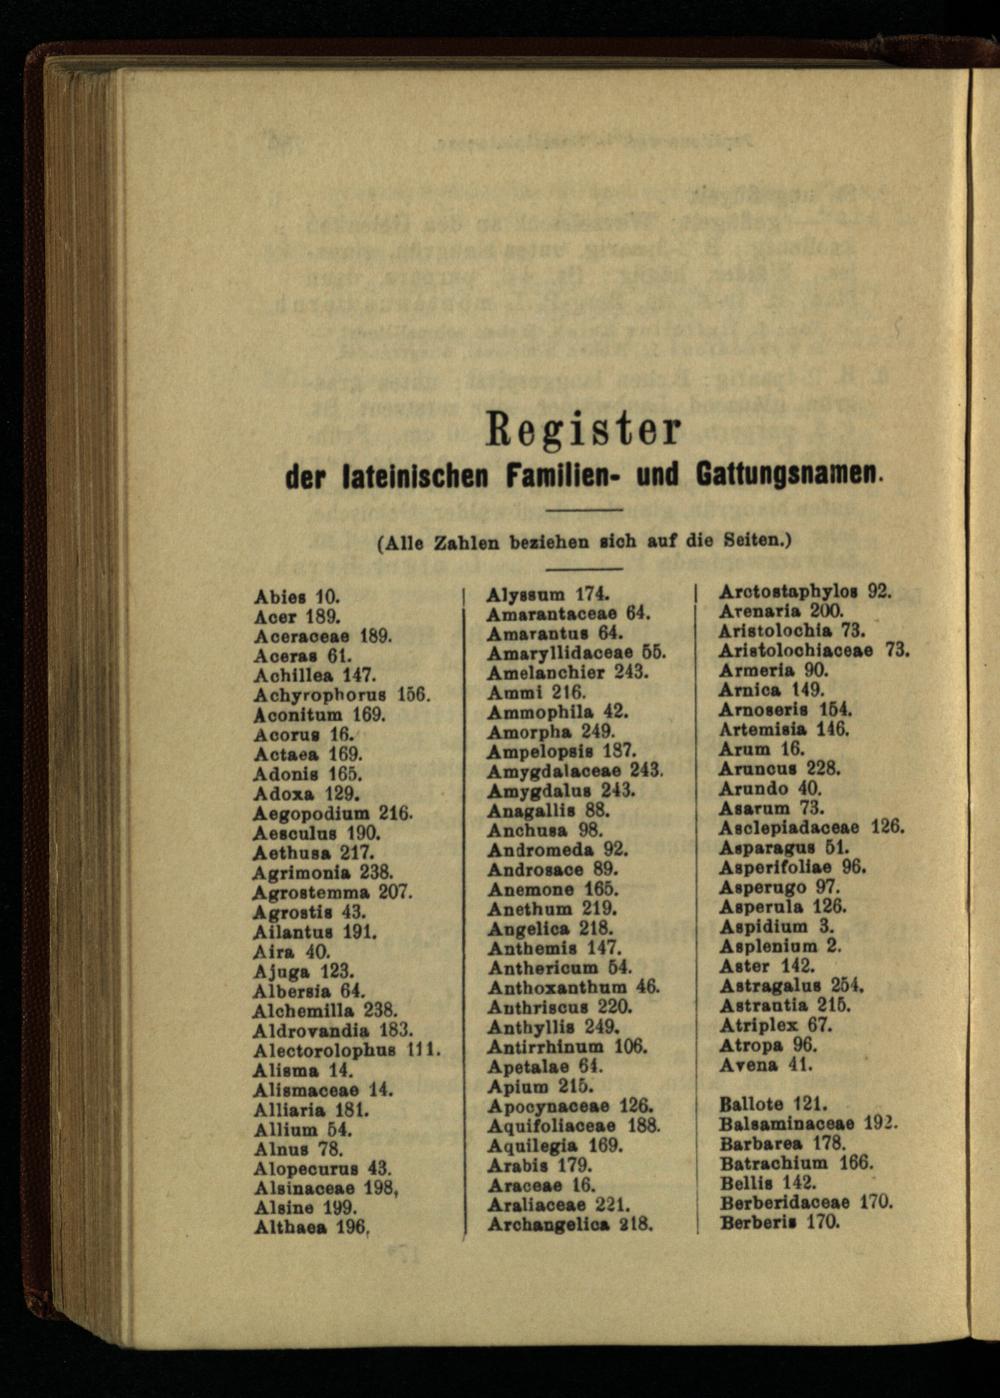 Register
der lateinischen Familien- und Gattungsnamen.
(Alle Zahlen beziehen sich auf die Seiten.)
Abies 10.
Acer 189.
Aceraceae 189.
Aceras 61.
Achillea 147.
Achyrophorus 156.
Aconitum 169.
Acorus 16.
Actaea 169.
Adonis 165.
Adoxa 129.
Aegopodium 216.
Aesculus 190.
Aethusa 217.
Agrimonia 238.
Agrostemma 207.
Agrostis 43.
Ailantus 191.
Aira 40.
Ajuga 123.
Albersia 64.
Alchemilla 238.
Aldrovandia 183.
Alectorolophus 111.
Alisma 14.
Alismaceae 14.
Alliaria 181.
Allium 54.
Alnus 78.
Alopecurus 43.
Alsinaceae 198,
Alsine 199.
Althaea 196,
Alyssum 174.
Amarantaceae 64.
Amarantus 64.
Amaryllidaceae 55.
Amelanchier 243.
Ammi 216.
Ammophila 42.
Amorpha 249.
Ampelopsis 187.
Amygdalaceae 243.
Amygdalus 243.
Anagallis 88.
Anchusa 98.
Andromeda 92.
Androsace 89.
Anemone 165.
Anethum 219.
Angelica 218.
Anthemis 147.
Anthericum 54.
Anthoxanthum 46.
Anthriscus 220.
Anthyllis 249.
Antirrhinum 106.
Apetalae 64.
Apium 215.
Apocynaceae 126.
Aquifoliaceae 188.
Aquilegia 169.
Arabis 179.
Araceae 16.
Araliaceae 221.
Archangelica 218.
Arctostaphylos 92.
Arenaria 200.
Aristolochia 73.
Aristolochiaceae 73.
Armeria 90.
Arnica 149.
Arnoseris 154.
Artemisia 146.
Arum 16.
Aruncus 228.
Arundo 40.
Asarum 73.
Asclepiadaceae 126.
Asparagus 51.
Asperifoliae 96.
Asperugo 97.
Asperula 126.
Aspidium 3.
Asplenium 2.
Aster 142.
Astragalus 254.
Astrantia 215.
Atriplex 67.
Atropa 96.
Avena 41.
Ballote 121.
Balsaminaceae 192.
Barbarea 178.
Batrachium 166.
Bellis 142.
Berberidaceae 170.
Berberis 170.